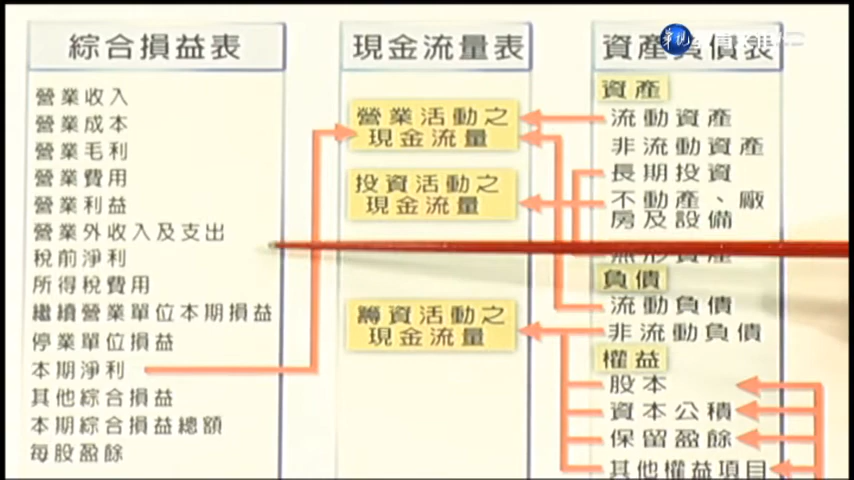 綜合損益表
營業收入
營業成本
營業毛利
營業費用
營業利益
營業外收入及支出
稅前淨利
所得稅費用
繼續營業單位本期損益
停業單位損益
本期淨利
其他綜合損益
本期綜合損益總額
每股盈餘
現金流量表
營業活動之
現金流量
投資活動之
現金流量
籌資活動之
現金流量
資產負債表
資產
流動資產
非流動資產
長期投資
不動產、廠
房及設備
無形資產
負債
流動負債
非流動負債
權益
股本
資本公積
保留盈餘
其他權益項目
華視